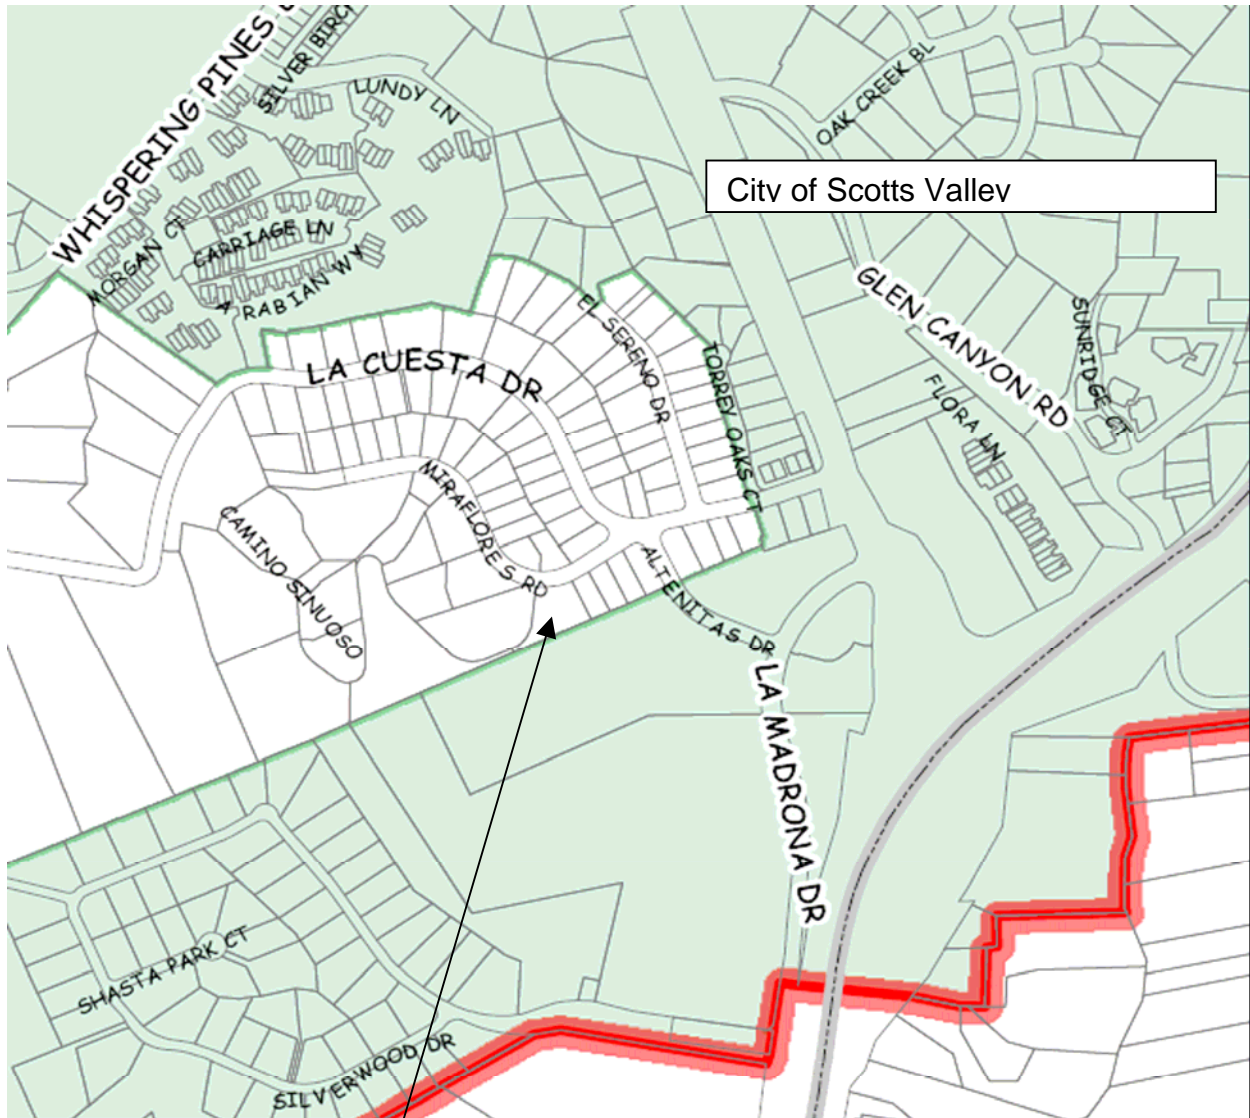 WHISPERING PINES
SILVER BIRCH
LUNDY LN
OAK CREEK BL
City of Scotts Valley
MORGAN CT
CARRIAGE LN
ARABIAN WY
GLEN CANYON RD
SUNRIDGE CT
EL SERENO DR
LA CUESTA DR
TORREY OAKS CT
FLORA LN
MIRAFLORES RD
CAMINO SINUOSO
ALTENITAS DR
LA MADRONA DR
SHASTA PARK CT
SILVERWOOD DR